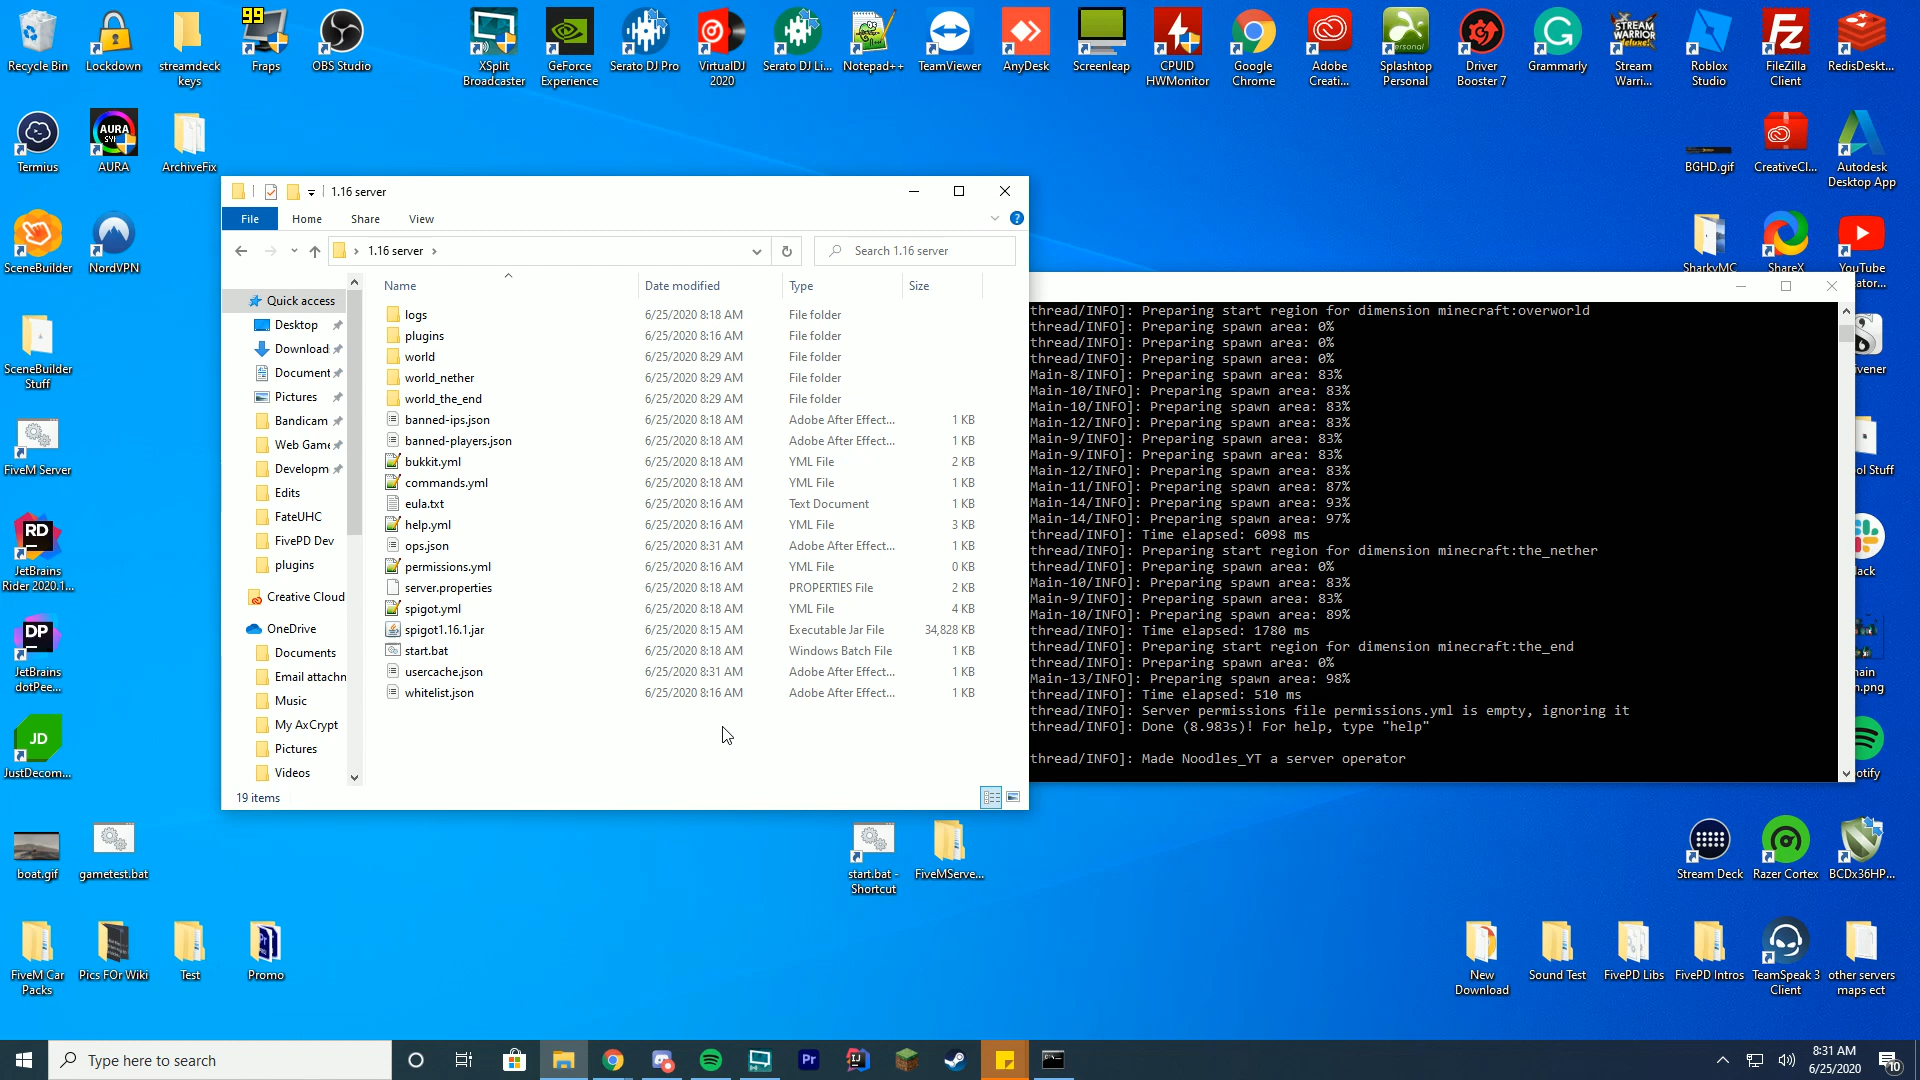 99
Recycle Bin
Lockdown
streamdeck
keys
Fraps
OBS Studio
XSplit
Broadcaster
GeForce
Experience
Serato DJ Pro
VirtualDJ
2020
Serato DJ Li...
Notepad++
TeamViewer
AnyDesk
Screenleap
CPUID
HWMonitor
Google
Chrome
Adobe
Creati...
Splashtop
Personal
Driver
Booster 7
Grammarly
Stream
Warri...
Roblox
Studio
FileZilla
Client
RedisDeskt...
Termius
AURA
ArchiveFix
BGHD.gif
CreativeCl...
Autodesk
Desktop App
SceneBuilder
NordVPN
SharkyMC
ShareX
YouTube
SceneBuilder
Stuff
FiveM Server
JetBrains
Rider 2020.1...
JetBrains
dotPee...
JustDecom...
1.16 server
File
Home
Share
View
1.16 server
Search 1.16 server
Quick access
Desktop
Download
Document
Pictures
Bandicam
Web Game
Developm
Edits
FateUHC
FivePD Dev
plugins
Creative Cloud
OneDrive
Documents
Email attachn
Music
My AxCrypt
Pictures
Videos
Name Date modified Type Size
logs 6/25/2020 8:18 AM File folder
plugins 6/25/2020 8:16 AM File folder
world 6/25/2020 8:29 AM File folder
world_nether 6/25/2020 8:29 AM File folder
world_the_end 6/25/2020 8:29 AM File folder
banned-ips.json 6/25/2020 8:18 AM Adobe After Effect... 1 KB
banned-players.json 6/25/2020 8:18 AM Adobe After Effect... 1 KB
bukkit.yml 6/25/2020 8:18 AM YML File 2 KB
commands.yml 6/25/2020 8:18 AM YML File 1 KB
eula.txt 6/25/2020 8:16 AM Text Document 1 KB
help.yml 6/25/2020 8:16 AM YML File 3 KB
ops.json 6/25/2020 8:31 AM Adobe After Effect... 1 KB
permissions.yml 6/25/2020 8:16 AM YML File 0 KB
server.properties 6/25/2020 8:18 AM PROPERTIES File 2 KB
spigot.yml 6/25/2020 8:18 AM YML File 4 KB
spigot1.16.1.jar 6/25/2020 8:15 AM Executable Jar File 34,828 KB
start.bat 6/25/2020 8:18 AM Windows Batch File 1 KB
usercache.json 6/25/2020 8:31 AM Adobe After Effect... 1 KB
whitelist.json 6/25/2020 8:16 AM Adobe After Effect... 1 KB
19 items
thread/INFO]: Preparing start region for dimension minecraft:overworld
thread/INFO]: Preparing spawn area: 0%
thread/INFO]: Preparing spawn area: 0%
thread/INFO]: Preparing spawn area: 0%
Main-8/INFO]: Preparing spawn area: 83%
Main-10/INFO]: Preparing spawn area: 83%
Main-10/INFO]: Preparing spawn area: 83%
Main-12/INFO]: Preparing spawn area: 83%
Main-9/INFO]: Preparing spawn area: 83%
Main-9/INFO]: Preparing spawn area: 83%
Main-12/INFO]: Preparing spawn area: 83%
Main-11/INFO]: Preparing spawn area: 87%
Main-14/INFO]: Preparing spawn area: 93%
Main-14/INFO]: Preparing spawn area: 97%
thread/INFO]: Time elapsed: 6098 ms
thread/INFO]: Preparing start region for dimension minecraft:the_nether
thread/INFO]: Preparing spawn area: 0%
Main-10/INFO]: Preparing spawn area: 83%
Main-9/INFO]: Preparing spawn area: 83%
Main-10/INFO]: Preparing spawn area: 89%
thread/INFO]: Time elapsed: 1780 ms
thread/INFO]: Preparing start region for dimension minecraft:the_end
thread/INFO]: Preparing spawn area: 0%
Main-13/INFO]: Preparing spawn area: 98%
thread/INFO]: Time elapsed: 510 ms
thread/INFO]: Server permissions file permissions.yml is empty, ignoring it
thread/INFO]: Done (8.983s)! For help, type "help"
thread/INFO]: Made Noodles_YT a server operator
ator...
ivener
ol Stuff
lack
nain
n.png
otify
boat.gif
gametest.bat
start.bat -
Shortcut
FiveMServe...
Stream Deck
Razer Cortex
BCDx36HP...
FiveM Car
Packs
Pics FOr Wiki
Test
Promo
New
Download
Sound Test
FivePD Libs
FivePD Intros
TeamSpeak 3
Client
other servers
maps ect
Type here to search
8:31 AM
6/25/2020
10